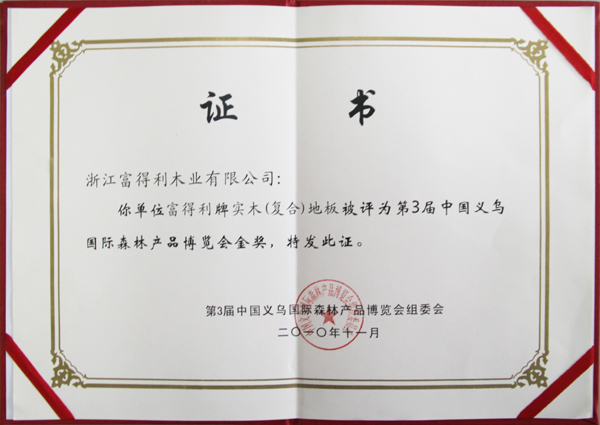 证 书
浙江富得利木业有限公司：
你单位富得利牌实木(复合)地板被评为第3届中国义乌
国际森林产品博览会金奖，特发此证。
第3届中国义乌国际森林产品博览会组委会
二〇一〇年十一月